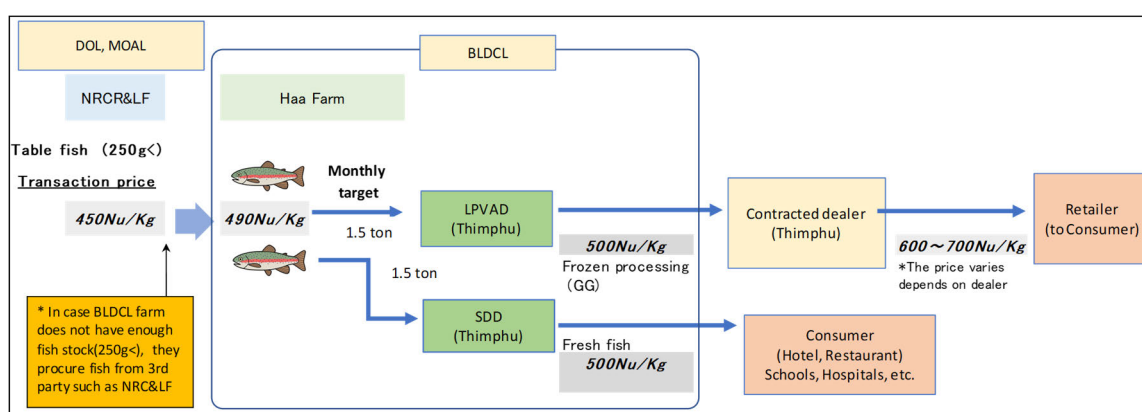 DOL, MOAL
BLDCL
NRCR&LF
Haa Farm
Table fish （250g<）
Transaction price
450Nu/Kg
490Nu/Kg
Monthly
target
1.5 ton
1.5 ton
LPVAD
(Thimphu)
500Nu/Kg
Frozen processing
（GG）
Contracted dealer
(Thimphu)
600～700Nu/Kg
*The price varies
depends on dealer
Retailer
(to Consumer)
* In case BLDCL farm
does not have enough
fish stock(250g<), they
procure fish from 3rd
party such as NRC&LF
SDD
(Thimphu)
Fresh fish
500Nu/Kg
Consumer
(Hotel, Restaurant)
Schools, Hospitals, etc.